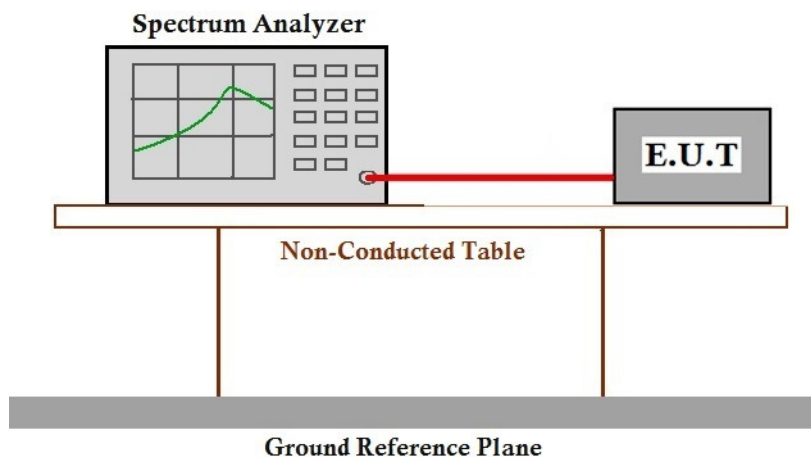 Spectrum Analyzer
E.U.T
Non-Conducted Table
Ground Reference Plane